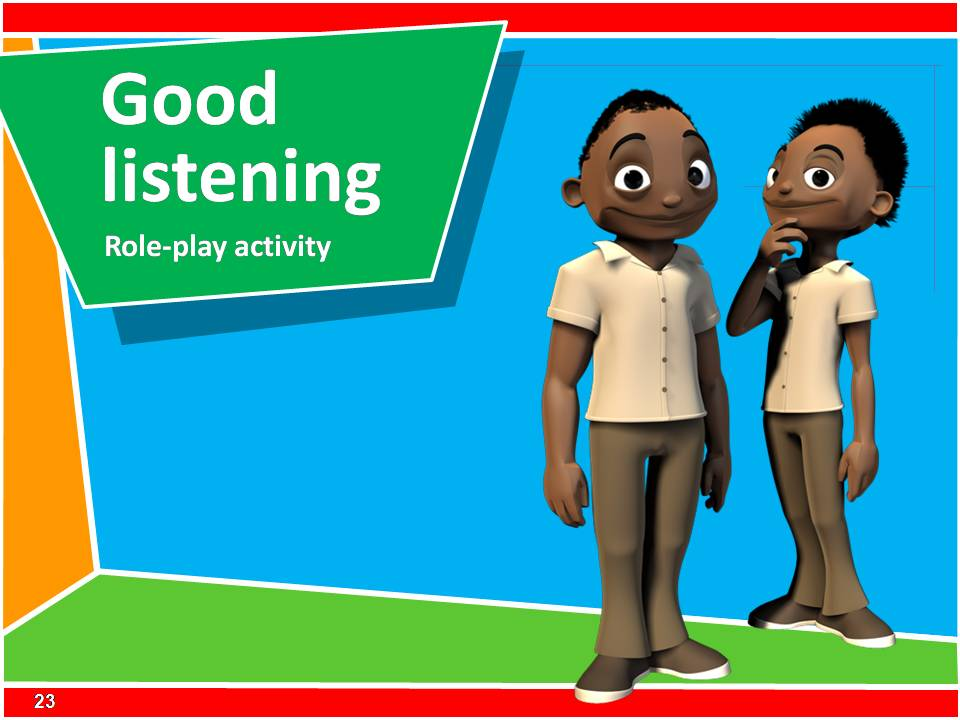 Good
listening
Role-play activity
23